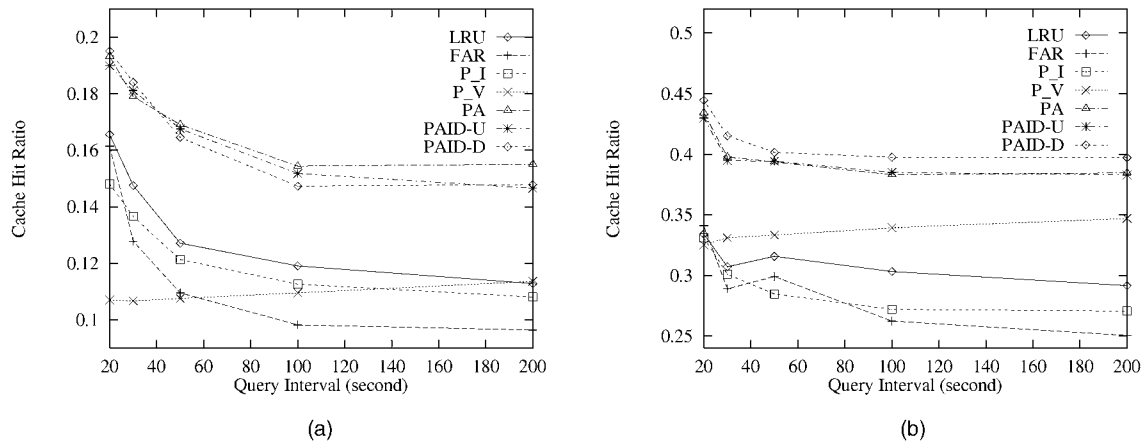 0.2
0.18
0.16
0.14
0.12
0.1
Cache Hit Ratio
LRU
FAR
P_I
P_V
PA
PAID-U
PAID-D
20 40 60 80 100 120 140 160 180 200
Query Interval (second)
(a)
0.5
0.45
0.4
0.35
0.3
0.25
Cache Hit Ratio
LRU
FAR
P_I
P_V
PA
PAID-U
PAID-D
20 40 60 80 100 120 140 160 180 200
Query Interval (second)
(b)